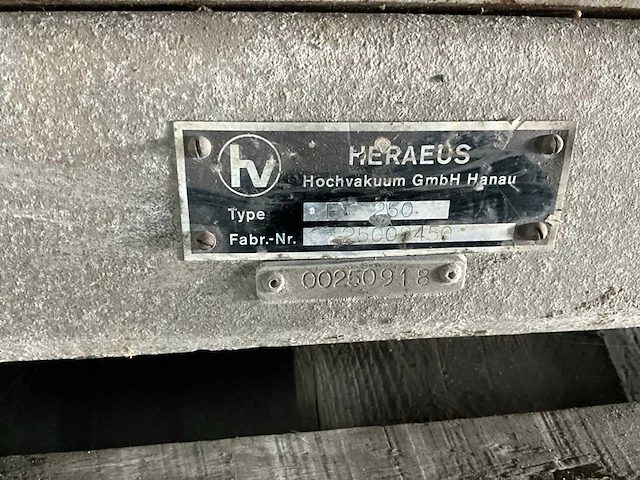 hv
HERAEUS
Hochvakuum GmbH Hanau
Type 250
Fabr.-Nr.
00250918